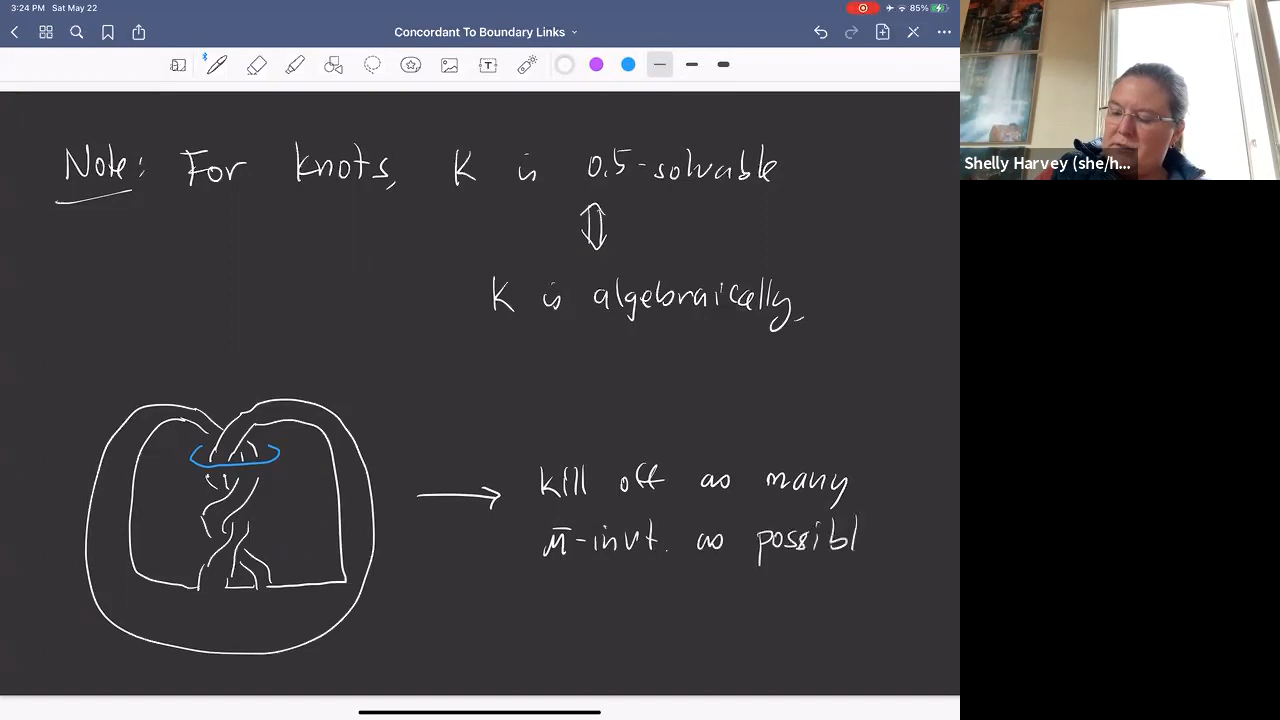 3:24 PM Sat May 22
85%
Concordant To Boundary Links
T
Shelly Harvey (she/h...
Note: For knots, K is 0.5-solvable
⇕
K is algebraically
→ kill off as many
μ̄-invt. as possibl